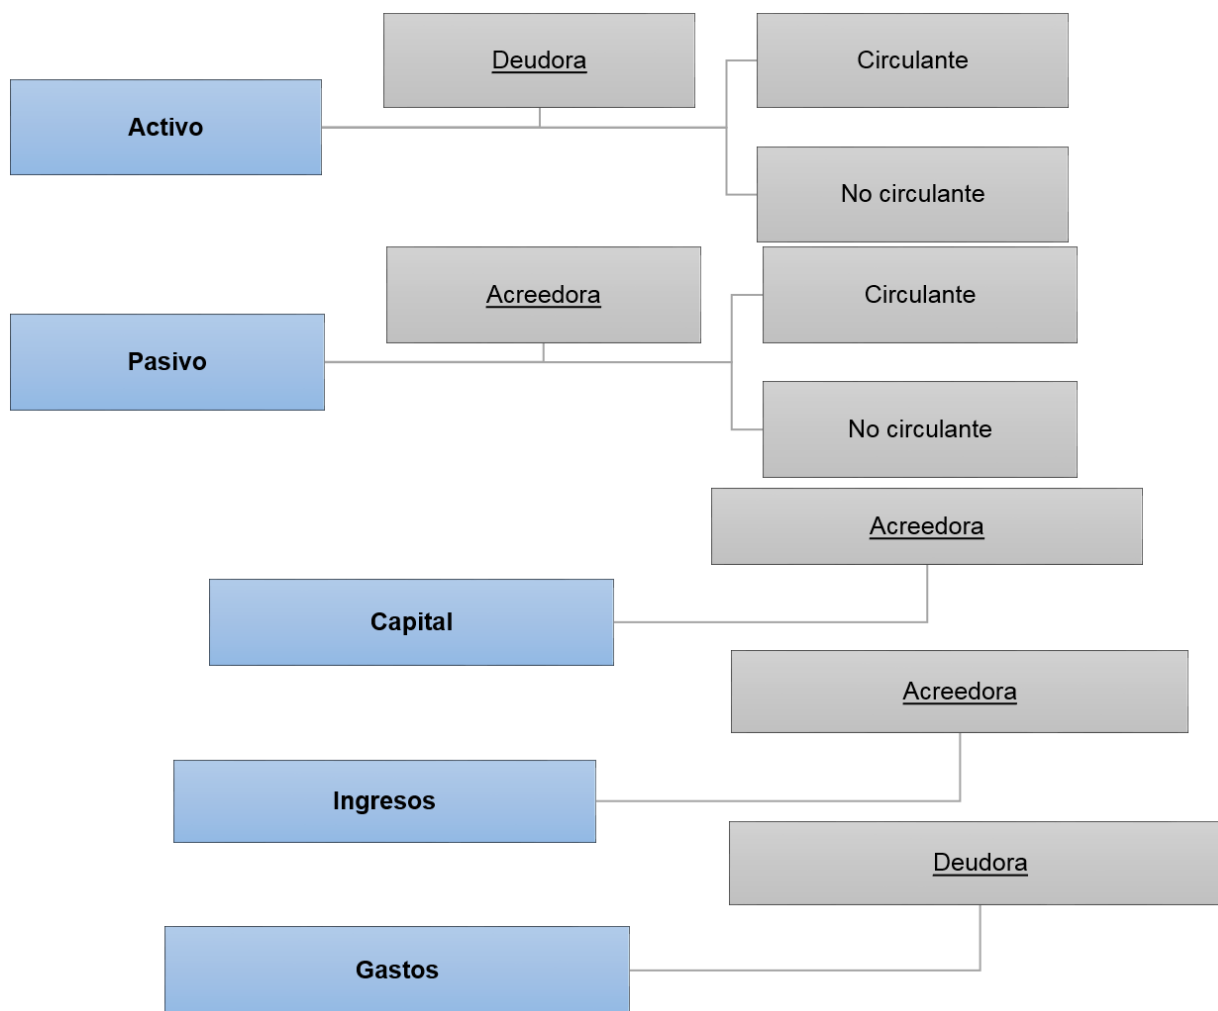 Deudora
Circulante
Activo
No circulante
Acreedora
Circulante
Pasivo
No circulante
Acreedora
Capital
Acreedora
Ingresos
Deudora
Gastos